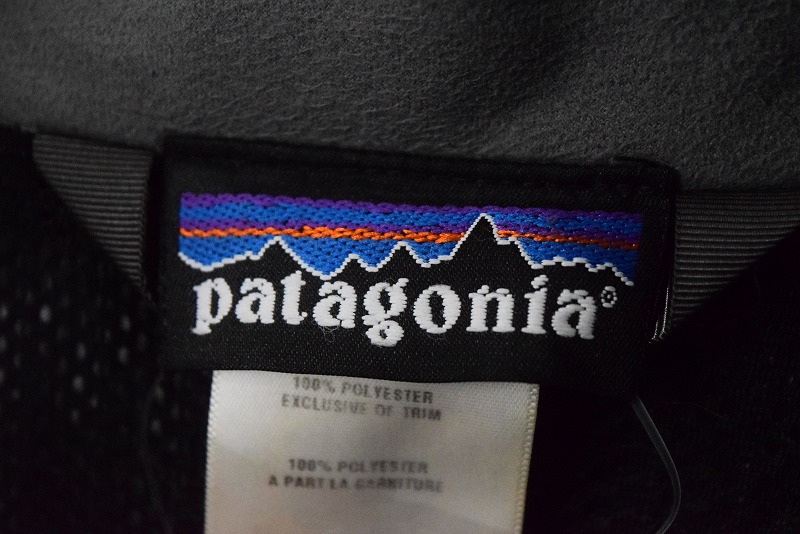 patagonia®
100% POLYESTER
EXCLUSIVE OF TRIM
100% POLYESTER
A PART LA GARNITURE